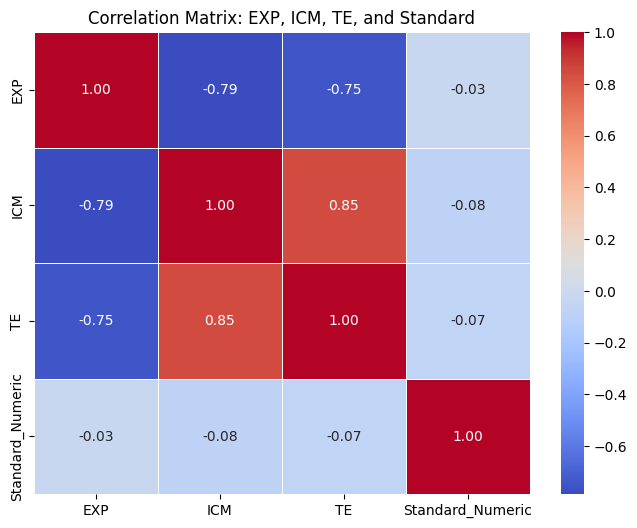 Correlation Matrix: EXP, ICM, TE, and Standard
EXP 1.00 -0.79 -0.75 -0.03
ICM -0.79 1.00 0.85 -0.08
TE -0.75 0.85 1.00 -0.07
Standard_Numeric -0.03 -0.08 -0.07 1.00
EXP ICM TE Standard_Numeric
1.0
0.8
0.6
0.4
0.2
0.0
−0.2
−0.4
−0.6